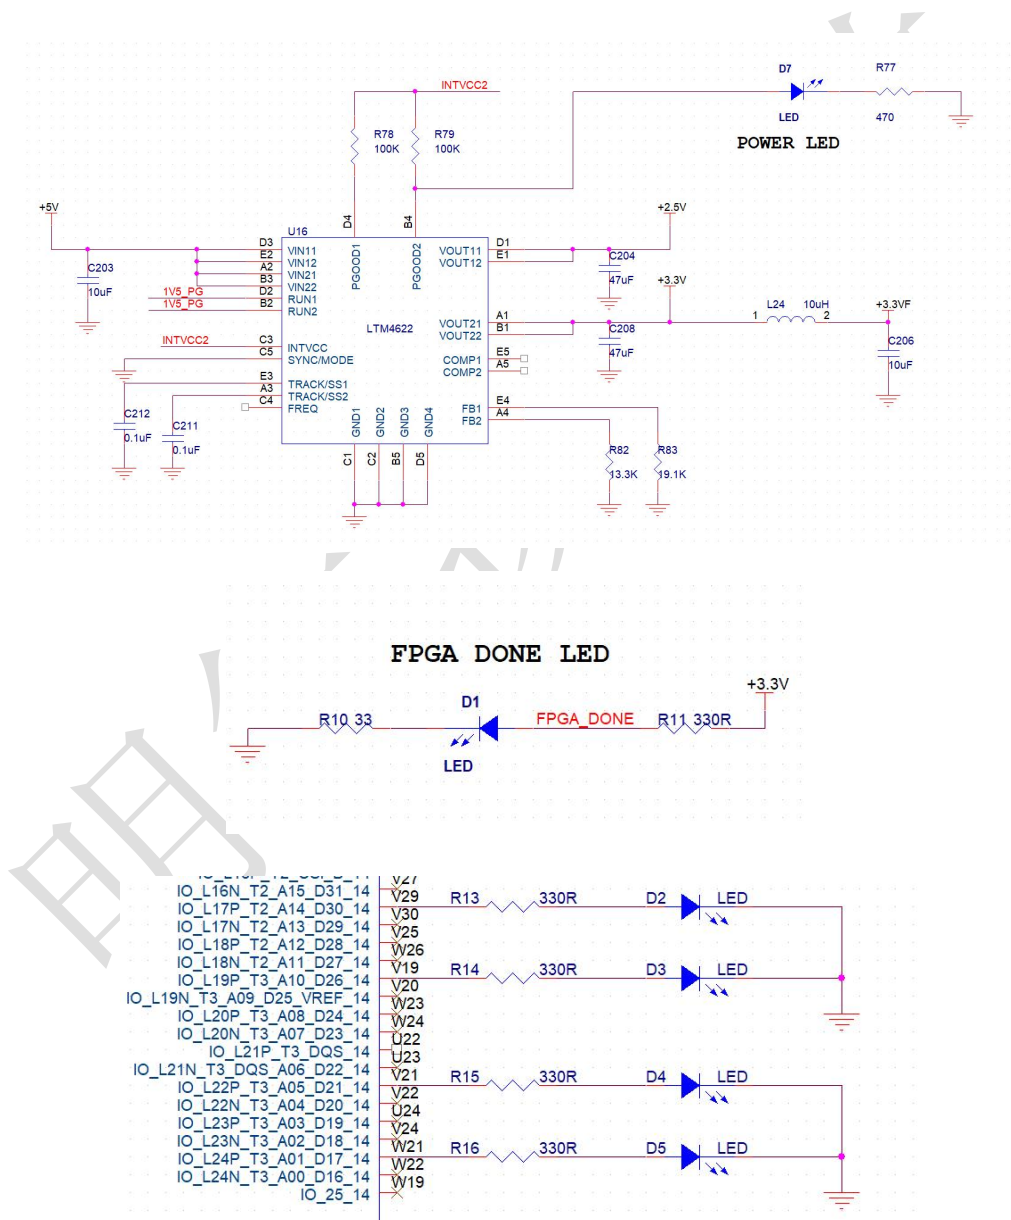 INTVCC2
D7
R77
LED
470
POWER LED
R78
100K
R79
100K
+5V
D4
B4
+2.5V
U16
D3
E2
A2
B3
D2
B2
VIN11
VIN12
VIN21
VIN22
RUN1
RUN2
PGOOD1
PGOOD2
VOUT11
VOUT12
D1
E1
C203
10uF
1V5_PG
1V5_PG
C204
47uF
+3.3V
LTM4622
VOUT21
VOUT22
A1
B1
C208
47uF
L24
10uH
1
2
+3.3VF
C206
10uF
INTVCC2
C3
C5
INTVCC
SYNC/MODE
COMP1
COMP2
E5
A5
E3
A3
C4
TRACK/SS1
TRACK/SS2
FREQ
FB1
FB2
E4
A4
C212
0.1uF
C211
0.1uF
GND1
GND2
GND3
GND4
C1
C2
B5
D5
R82
13.3K
R83
19.1K
FPGA DONE LED
+3.3V
D1
R10 33
FPGA_DONE
R11 330R
LED
V27
IO_L16N_T2_A15_D31_14 V29
IO_L17P_T2_A14_D30_14 V30 R13 330R D2 LED
IO_L17N_T2_A13_D29_14 V25
IO_L18P_T2_A12_D28_14 W26
IO_L18N_T2_A11_D27_14 V19
IO_L19P_T3_A10_D26_14 V20 R14 330R D3 LED
IO_L19N_T3_A09_D25_VREF_14 W23
IO_L20P_T3_A08_D24_14 W24
IO_L20N_T3_A07_D23_14 U22
IO_L21P_T3_DQS_14 U23
IO_L21N_T3_DQS_A06_D22_14 V21
IO_L22P_T3_A05_D21_14 V22 R15 330R D4 LED
IO_L22N_T3_A04_D20_14 U24
IO_L23P_T3_A03_D19_14 V24
IO_L23N_T3_A02_D18_14 W21
IO_L24P_T3_A01_D17_14 W22 R16 330R D5 LED
IO_L24N_T3_A00_D16_14 W19
IO_25_14